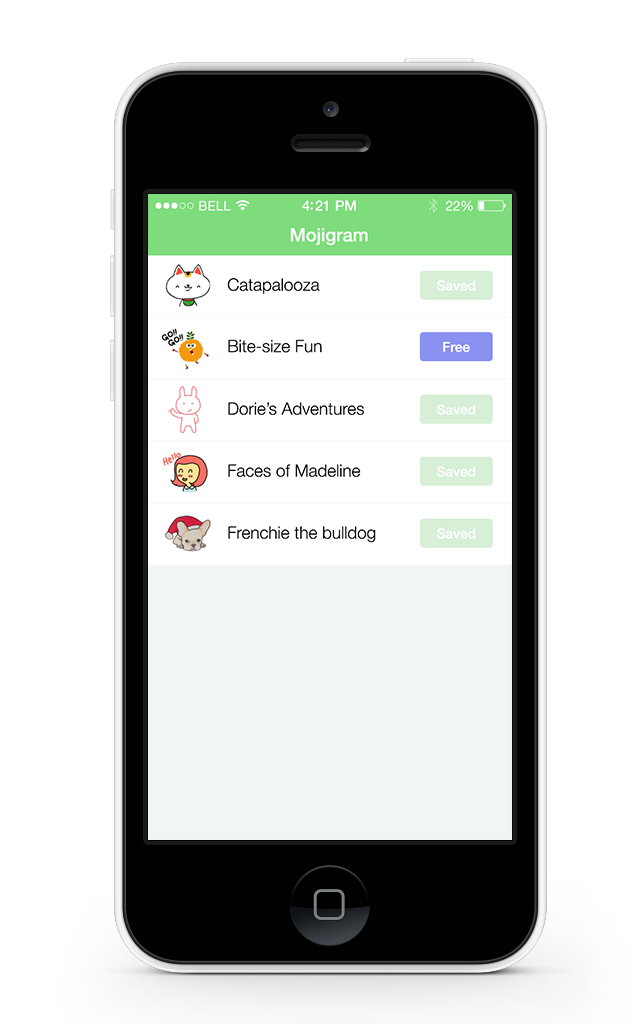 BELL 4:21 PM 22%
Mojigram
Catapalooza Saved
GO!!
GO!!
Bite-size Fun Free
Dorie's Adventures Saved
Hello
Faces of Madeline Saved
Frenchie the bulldog Saved